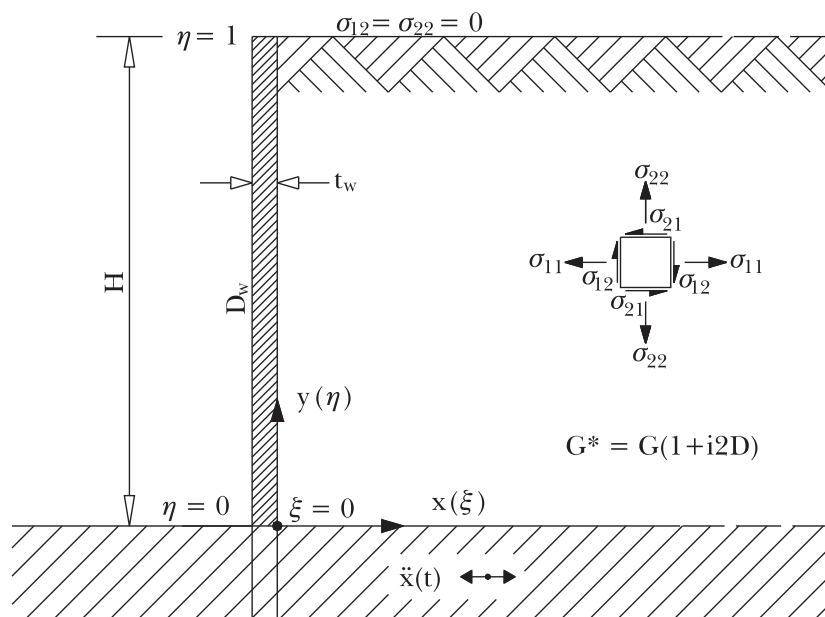 η = 1
σ12 = σ22 = 0
tw
H
Dw
σ22
σ21
σ11
σ11
σ12
σ12
σ21
σ22
y(η)
G* = G(1+i2D)
η = 0
ξ = 0
x(ξ)
ẍ(t)